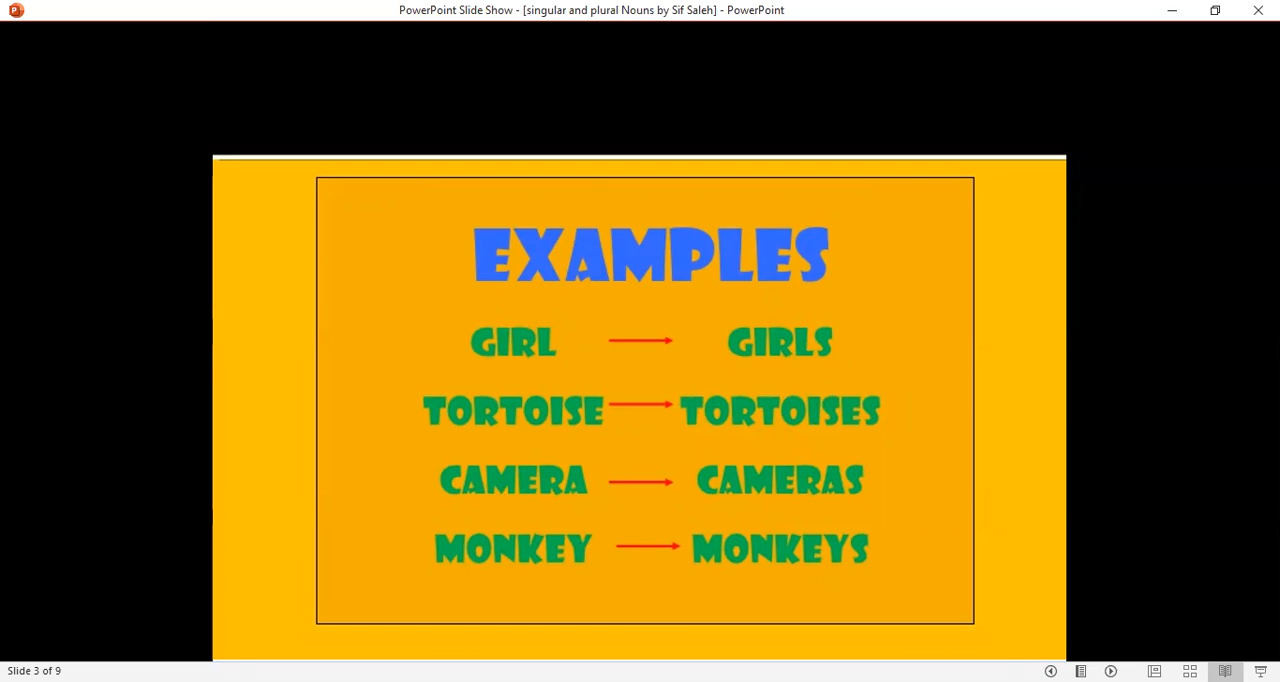 PowerPoint Slide Show - [singular and plural Nouns by Sif Saleh] - PowerPoint
EXAMPLES
GIRL GIRLS
TORTOISE TORTOISES
CAMERA CAMERAS
MONKEY MONKEYS
Slide 3 of 9